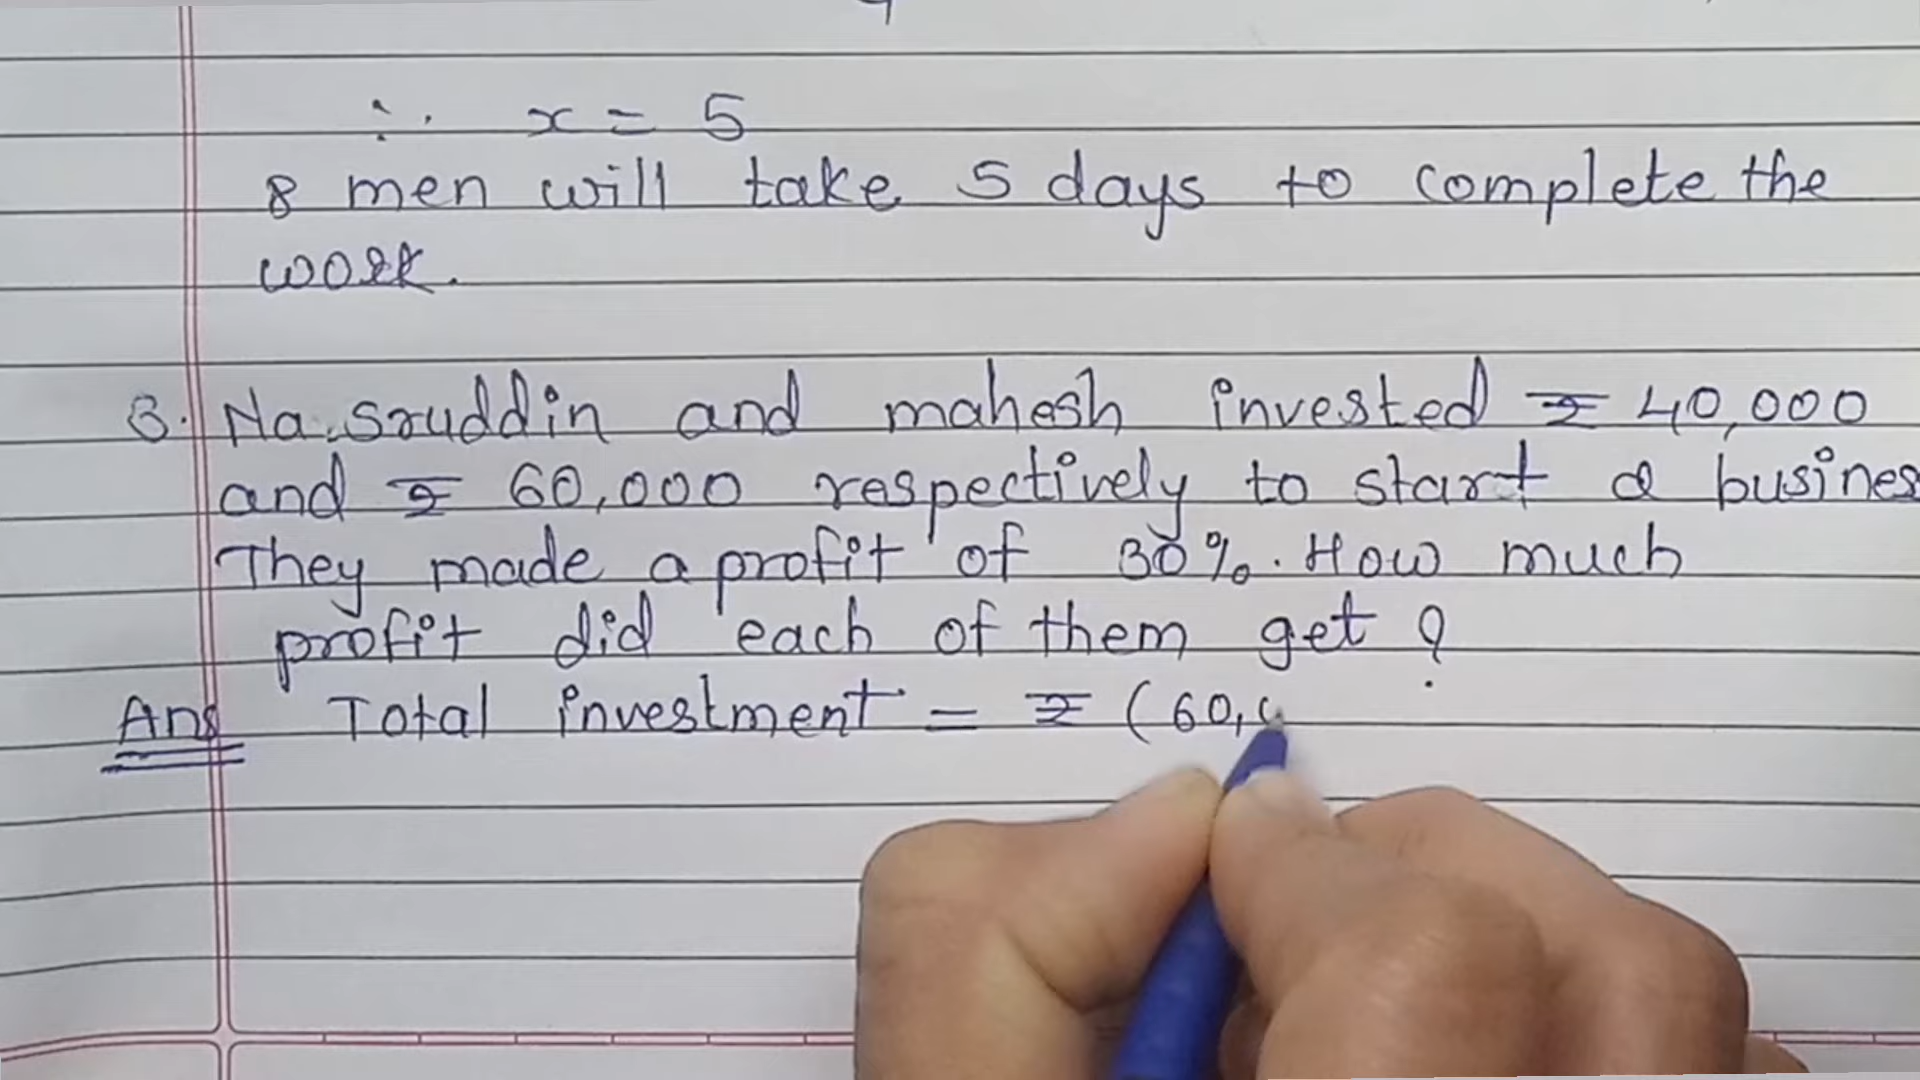 ∴ x = 5
8 men will take 5 days to complete the
work.
3. Nasruddin and mahesh invested ₹ 40,000
and ₹ 60,000 respectively to start a busines
They made a profit of 30%. How much
profit did each of them get ?
Ans Total investment = ₹ (60,0